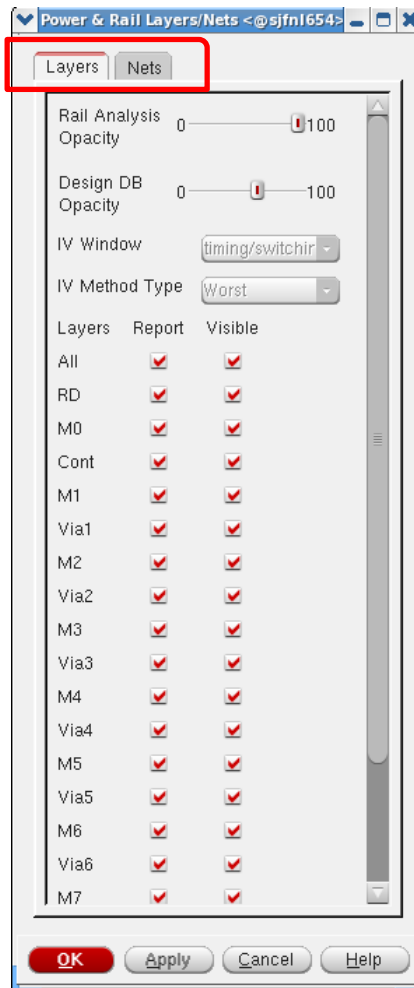 Power & Rail Layers/Nets <@sjfnl654>
Layers Nets
Rail Analysis Opacity 0 100
Design DB Opacity 0 100
IV Window timing/switchir
IV Method Type Worst
Layers Report Visible
All
RD
M0
Cont
M1
Via1
M2
Via2
M3
Via3
M4
Via4
M5
Via5
M6
Via6
M7
OK Apply Cancel Help